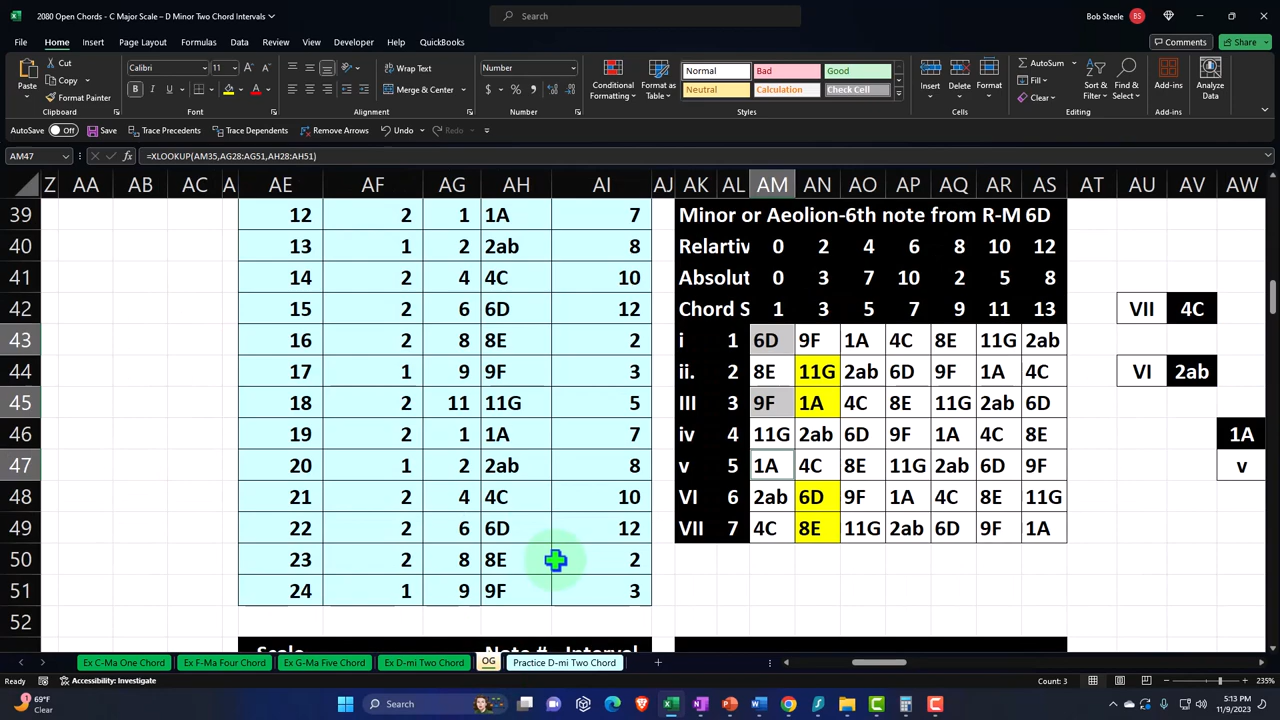 2080 Open Chords - C Major Scale – D Minor Two Chord Intervals
Search
Bob Steele
BS
File Home Insert Page Layout Formulas Data Review View Developer Help QuickBooks
Comments Share
Paste
Cut
Copy
Format Painter
Clipboard
Calibri 11
B I U
Font
Wrap Text
Merge & Center
Alignment
Number
$ % 9
Number
Conditional Formatting
Format as Table
Normal Bad Good
Neutral Calculation Check Cell
Styles
Insert Delete Format
Cells
AutoSum
Fill
Clear
Sort & Filter
Find & Select
Editing
Add-ins
Add-ins
Analyze Data
AutoSave Off Save Trace Precedents Trace Dependents Remove Arrows Undo
AM47 fx =XLOOKUP(AM35,AG28:AG51,AH28:AH51)
Z AA AB AC A AE AF AG AH AI AJ AK AL AM AN AO AP AQ AR AS AT AU AV AW
39 12 2 1 1A 7 Minor or Aeolion-6th note from R-M 6D
40 13 1 2 2ab 8 Relartiv 0 2 4 6 8 10 12
41 14 2 4 4C 10 Absolut 0 3 7 10 2 5 8
42 15 2 6 6D 12 Chord S 1 3 5 7 9 11 13 VII 4C
43 16 2 8 8E 2 i 1 6D 9F 1A 4C 8E 11G 2ab
44 17 1 9 9F 3 ii. 2 8E 11G 2ab 6D 9F 1A 4C VI 2ab
45 18 2 11 11G 5 III 3 9F 1A 4C 8E 11G 2ab 6D
46 19 2 1 1A 7 iv 4 11G 2ab 6D 9F 1A 4C 8E 1A
47 20 1 2 2ab 8 v 5 1A 4C 8E 11G 2ab 6D 9F v
48 21 2 4 4C 10 VI 6 2ab 6D 9F 1A 4C 8E 11G
49 22 2 6 6D 12 VII 7 4C 8E 11G 2ab 6D 9F 1A
50 23 2 8 8E 2
51 24 1 9 9F 3
52
Ex C-Ma One Chord Ex F-Ma Four Chord Ex G-Ma Five Chord Ex D-mi Two Chord OG Practice D-mi Two Chord
Ready Accessibility: Investigate Count: 3 235%
69°F
Clear
Search
5:13 PM
11/9/2023